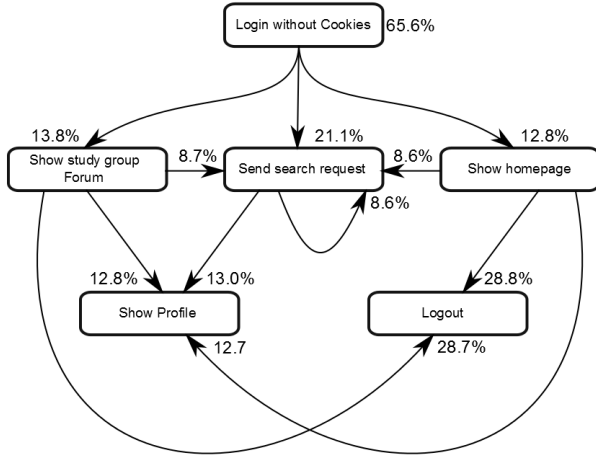 Login without Cookies
65.6%
13.8%
21.1%
12.8%
Show study group
Forum
8.7%
Send search request
8.6%
Show homepage
8.6%
12.8%
13.0%
28.8%
Show Profile
Logout
12.7
28.7%